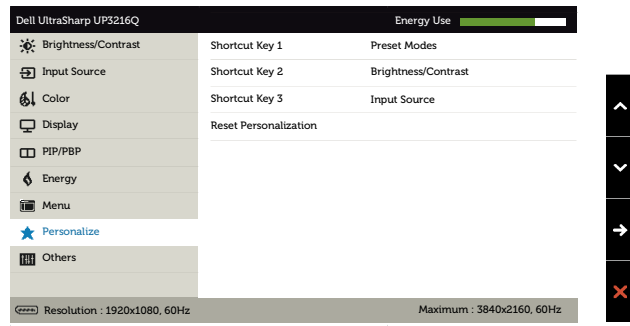 Dell UltraSharp UP3216Q Energy Use
Brightness/Contrast Shortcut Key 1 Preset Modes
Input Source Shortcut Key 2 Brightness/Contrast
Color Shortcut Key 3 Input Source
Display Reset Personalization
PIP/PBP
Energy
Menu
Personalize
Others
Resolution : 1920x1080, 60Hz Maximum : 3840x2160, 60Hz